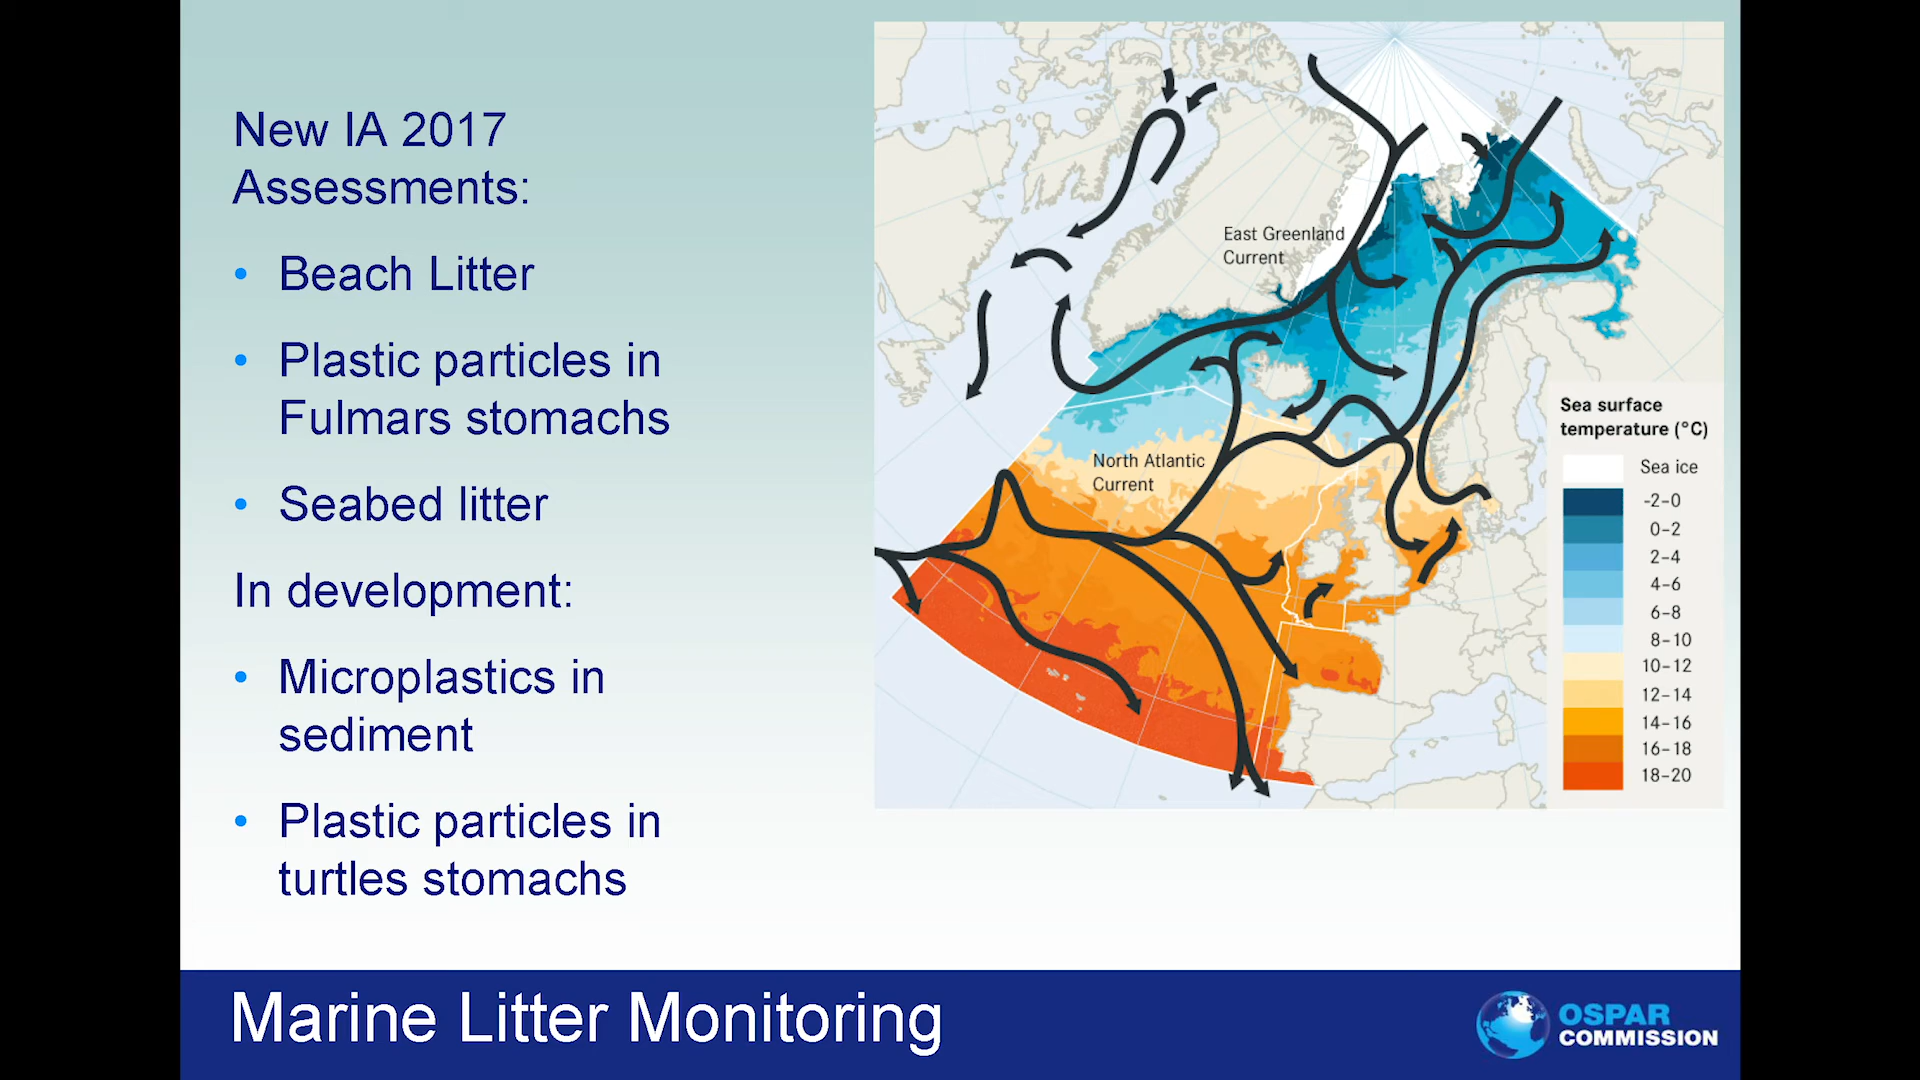 New IA 2017
Assessments:
• Beach Litter
• Plastic particles in
Fulmars stomachs
• Seabed litter
In development:
• Microplastics in
sediment
• Plastic particles in
turtles stomachs
East Greenland
Current
North Atlantic
Current
Sea surface
temperature (°C)
Sea ice
-2–0
0–2
2–4
4–6
6–8
8–10
10–12
12–14
14–16
16–18
18–20
Marine Litter Monitoring
OSPAR
COMMISSION